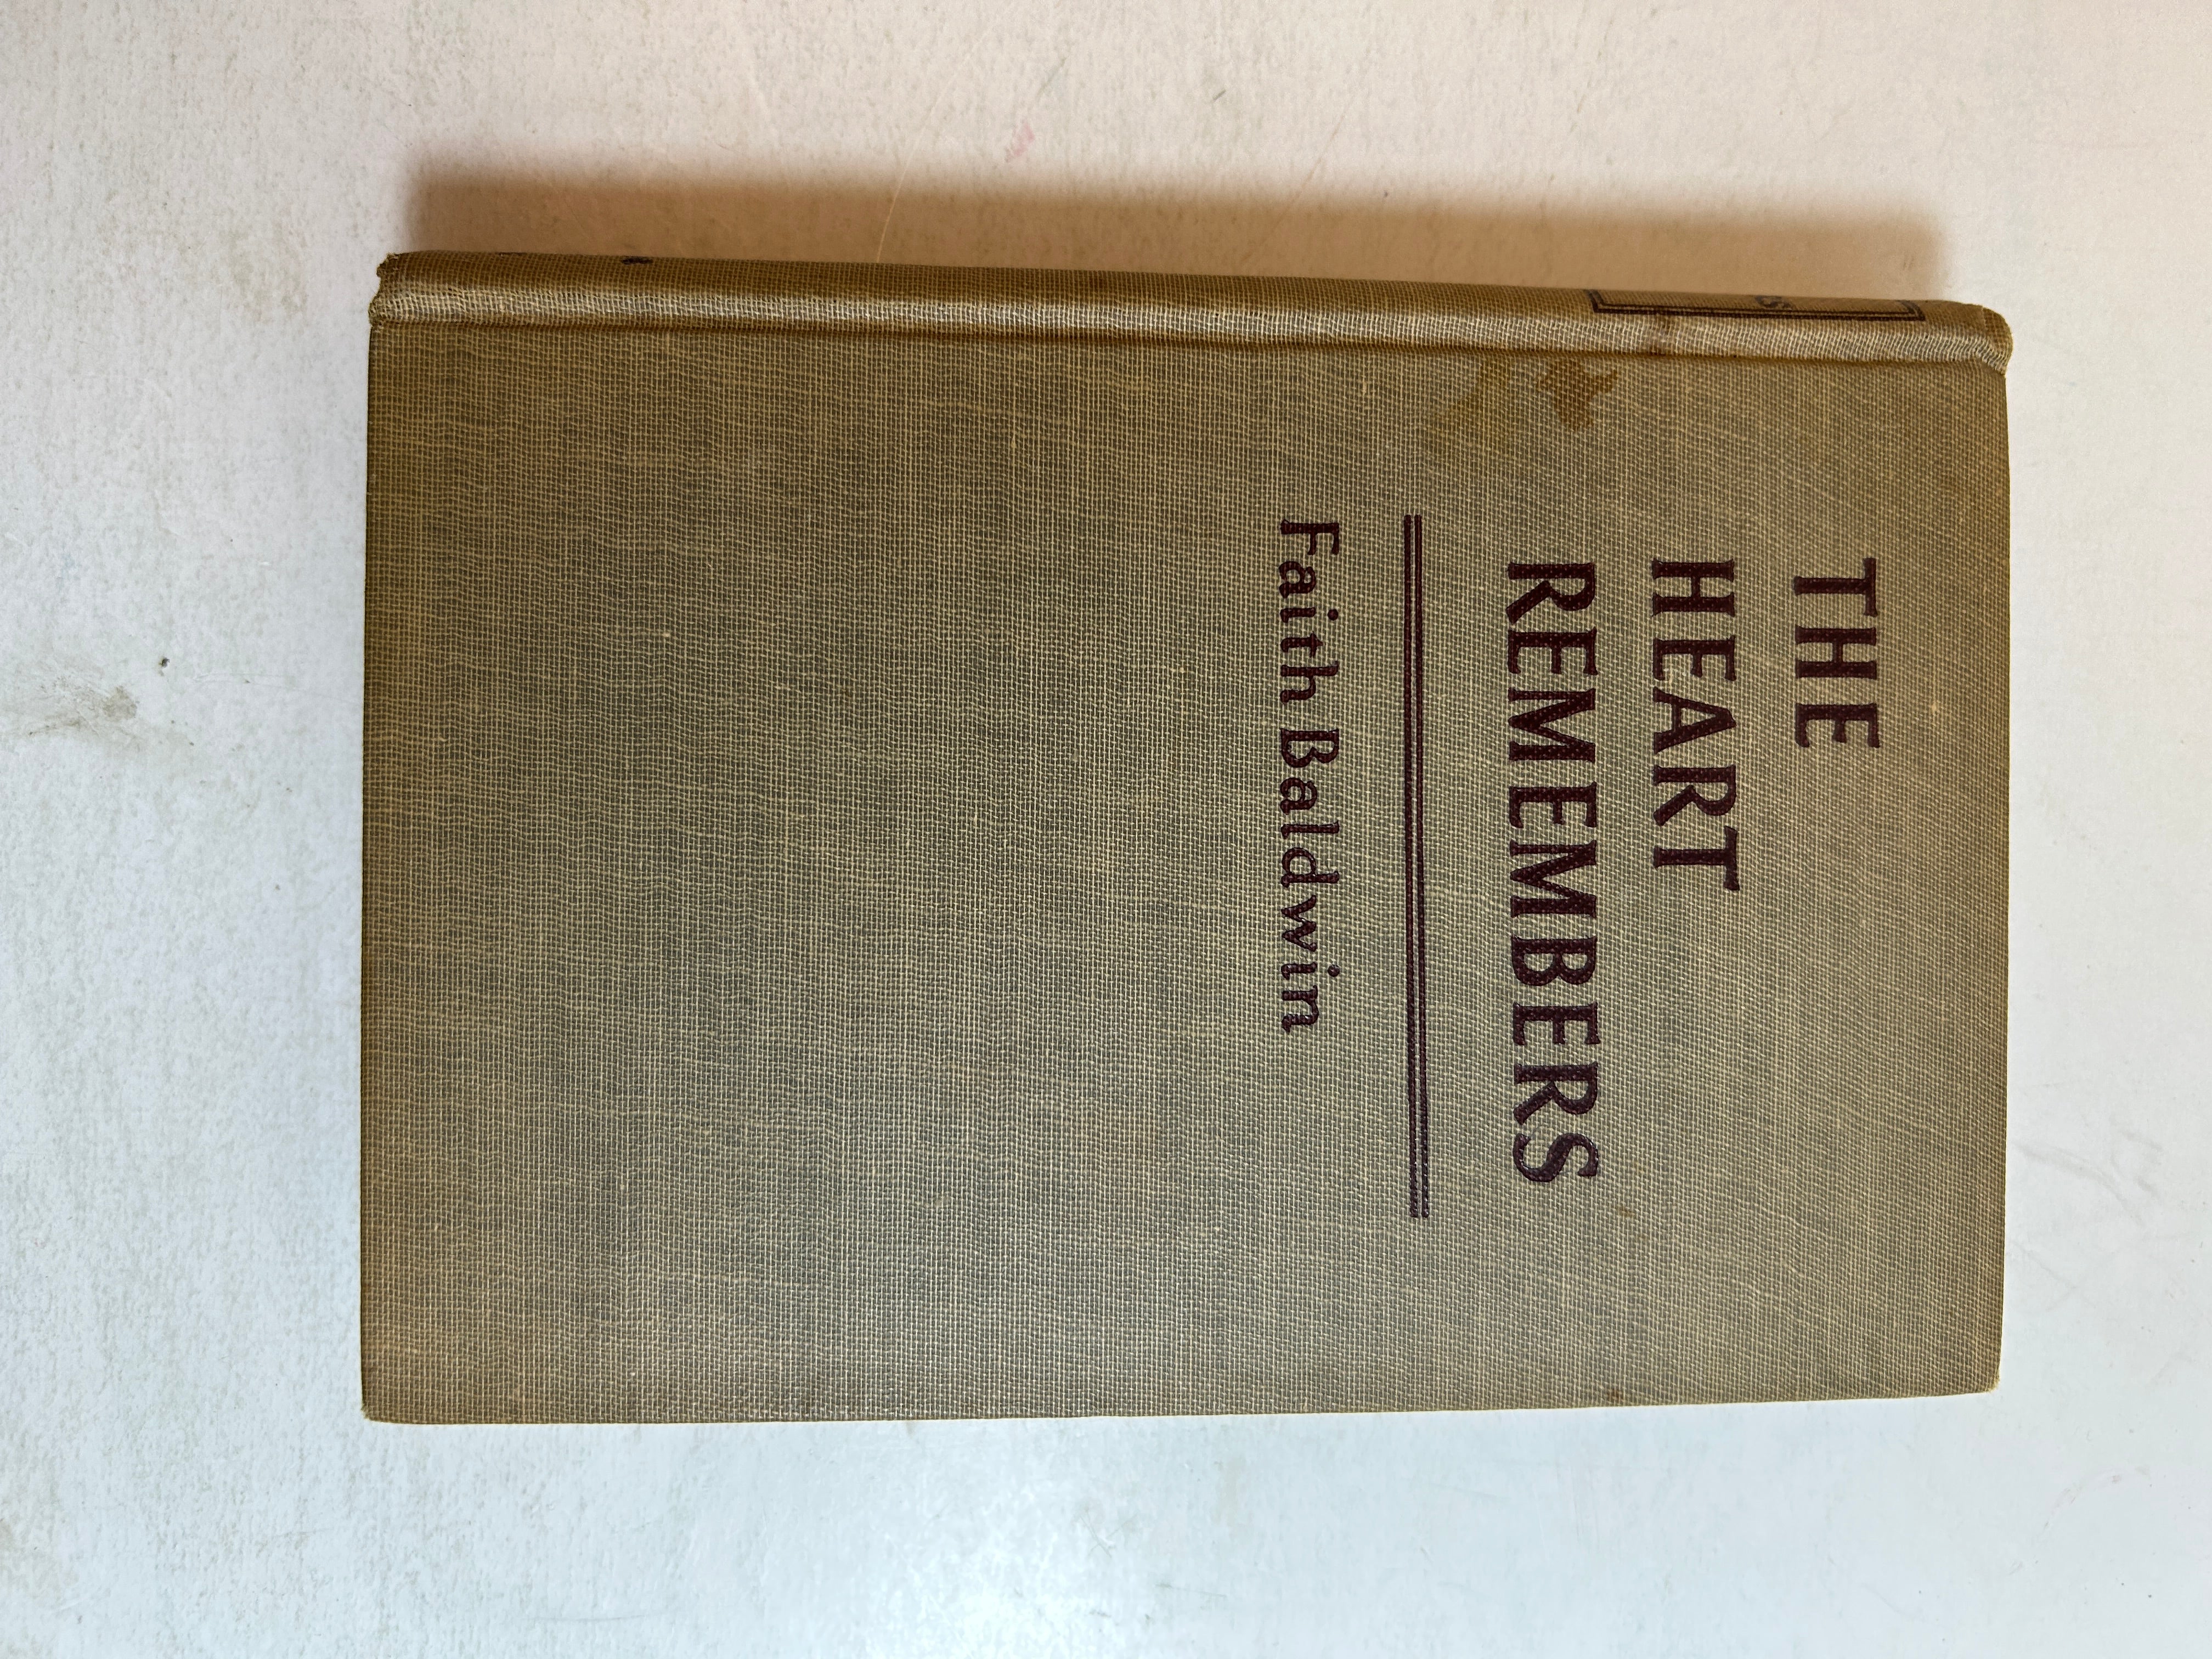 THE
HEART
REMEMBERS
Faith Baldwin